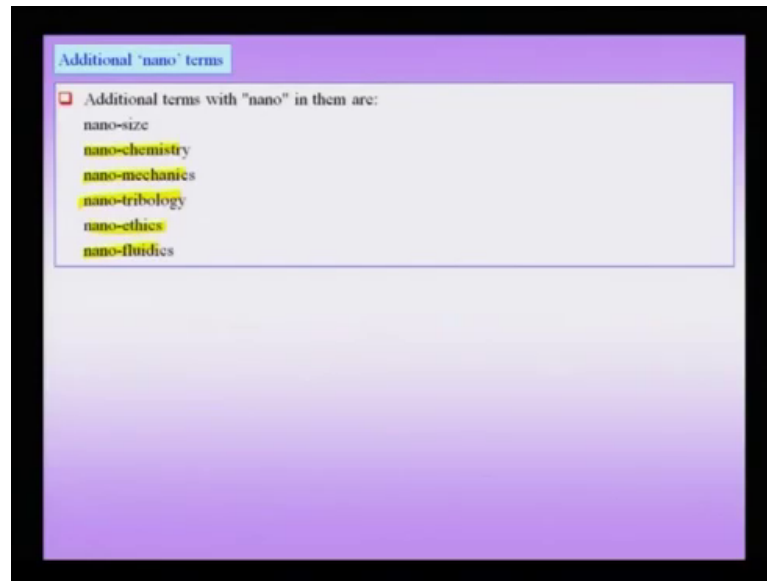 Additional ‘nano’ terms
Additional terms with "nano" in them are:
nano-size
nano-chemistry
nano-mechanics
nano-tribology
nano-ethics
nano-fluidics